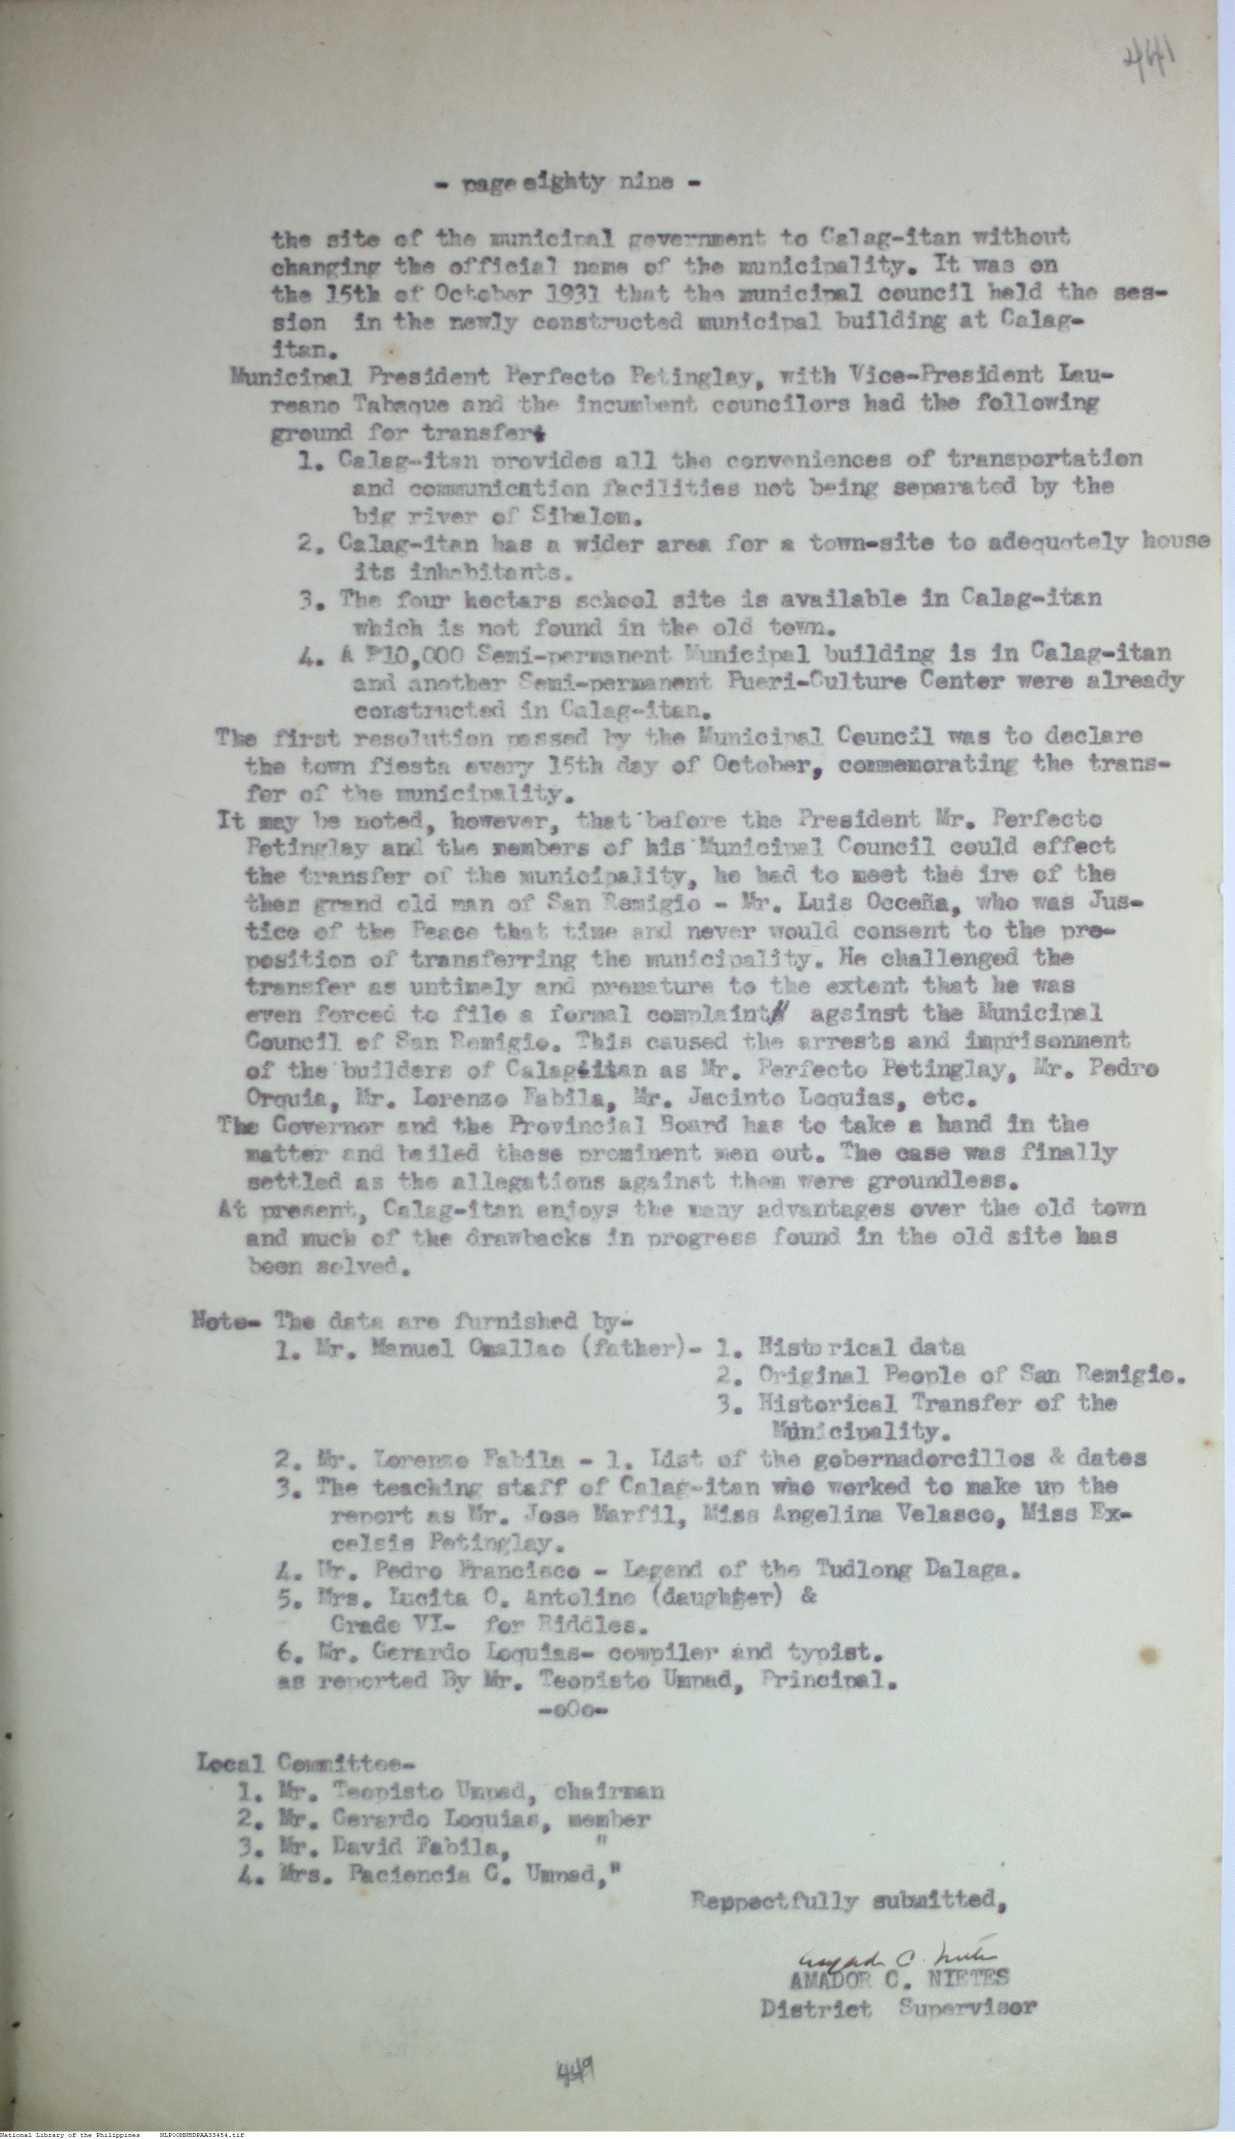 441
- page eighty nine -
the site of the municipal government to Calag-itan without
changing the official name of the municipality. It was on
the 15th of October 1931 that the municipal council held the ses-
sion in the newly constructed municipal building at Calag-
itan.
Municipal President Perfecto Petinglay, with Vice-President Lau-
reano Tabaque and the incumbent councilors had the following
ground for transfer:
1. Calag-itan provides all the conveniences of transportation
and communication facilities not being separated by the
big river of Sibalom.
2. Calag-itan has a wider area for a town-site to adequately house
its inhabitants.
3. The four hectars school site is available in Calag-itan
which is not found in the old town.
4. A ₱10,000 Semi-permanent Municipal building is in Calag-itan
and another Semi-permanent Pueri-Culture Center were already
constructed in Calag-itan.
The first resolution passed by the Municipal Council was to declare
the town fiesta every 15th day of October, commemorating the trans-
fer of the municipality.
It may be noted, however, that before the President Mr. Perfecto
Petinglay and the members of his Municipal Council could effect
the transfer of the municipality, he had to meet the ire of the
then grand old man of San Remigio - Mr. Luis Occeña, who was Jus-
tice of the Peace that time and never would consent to the pro-
position of transferring the municipality. He challenged the
transfer as untimely and premature to the extent that he was
even forced to file a formal complaint against the Municipal
Council of San Remigio. This caused the arrests and imprisonment
of the builders of Calag-itan as Mr. Perfecto Petinglay, Mr. Pedro
Orquia, Mr. Lorenzo Fabila, Mr. Jacinto Loquias, etc.
The Governor and the Provincial Board has to take a hand in the
matter and bailed these prominent men out. The case was finally
settled as the allegations against them were groundless.
At present, Calag-itan enjoys the many advantages over the old town
and much of the drawbacks in progress found in the old site has
been solved.
Note- The data are furnished by-
1. Mr. Manuel Omallao (father)- 1. Historical data
2. Original People of San Remigio.
3. Historical Transfer of the
Municipality.
2. Mr. Lorenzo Fabila - 1. List of the gobernadorcillos & dates
3. The teaching staff of Calag-itan who worked to make up the
report as Mr. Jose Marfil, Miss Angelina Velasco, Miss Ex-
celsis Petinglay.
4. Mr. Pedro Francisco - Legend of the Tudlong Dalaga.
5. Mrs. Lucita O. Antolino (daughter) &
Grade VI- for Riddles.
6. Mr. Gerardo Loquias- compiler and typist.
as reported By Mr. Teopisto Umpad, Principal.
-oOo-
Local Committee-
1. Mr. Teopisto Umpad, chairman
2. Mr. Gerardo Loquias, member
3. Mr. David Fabila, "
4. Mrs. Paciencia C. Umpad,"
Reppectfully submitted,
Amador C. Nietes
AMADOR C. NIETES
District Supervisor
449
National Library of the Philippines